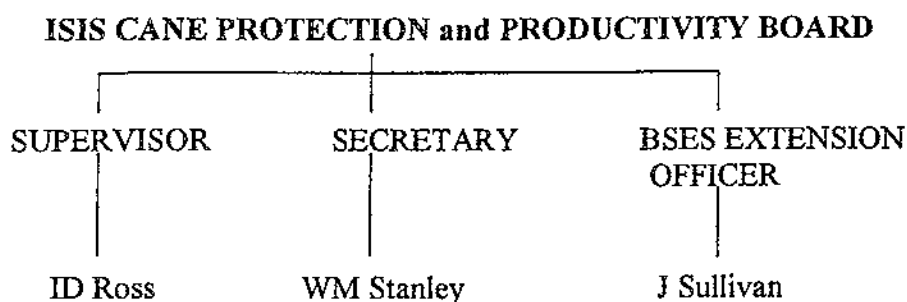 ISIS CANE PROTECTION and PRODUCTIVITY BOARD
SUPERVISOR
SECRETARY
BSES EXTENSION
OFFICER
ID Ross
WM Stanley
J Sullivan